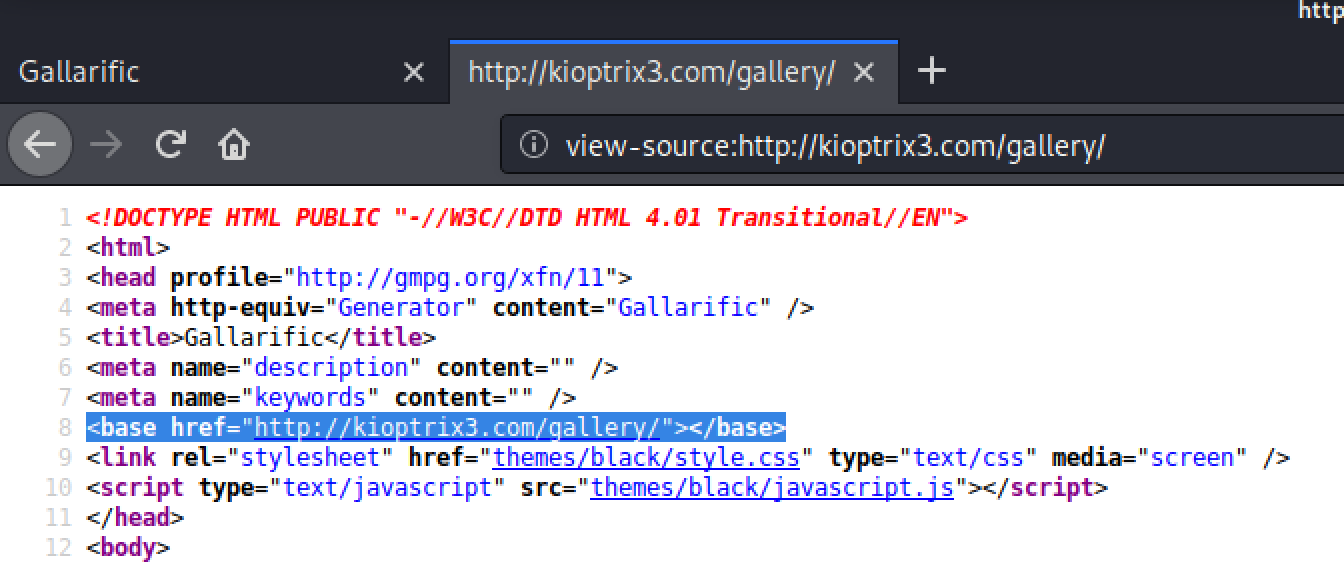 http
Gallarific
http://kioptrix3.com/gallery/
view-source:http://kioptrix3.com/gallery/
1 <!DOCTYPE HTML PUBLIC "-//W3C//DTD HTML 4.01 Transitional//EN">
2 <html>
3 <head profile="http://gmpg.org/xfn/11">
4 <meta http-equiv="Generator" content="Gallarific" />
5 <title>Gallarific</title>
6 <meta name="description" content="" />
7 <meta name="keywords" content="" />
8 <base href="http://kioptrix3.com/gallery/"></base>
9 <link rel="stylesheet" href="themes/black/style.css" type="text/css" media="screen" />
10 <script type="text/javascript" src="themes/black/javascript.js"></script>
11 </head>
12 <body>